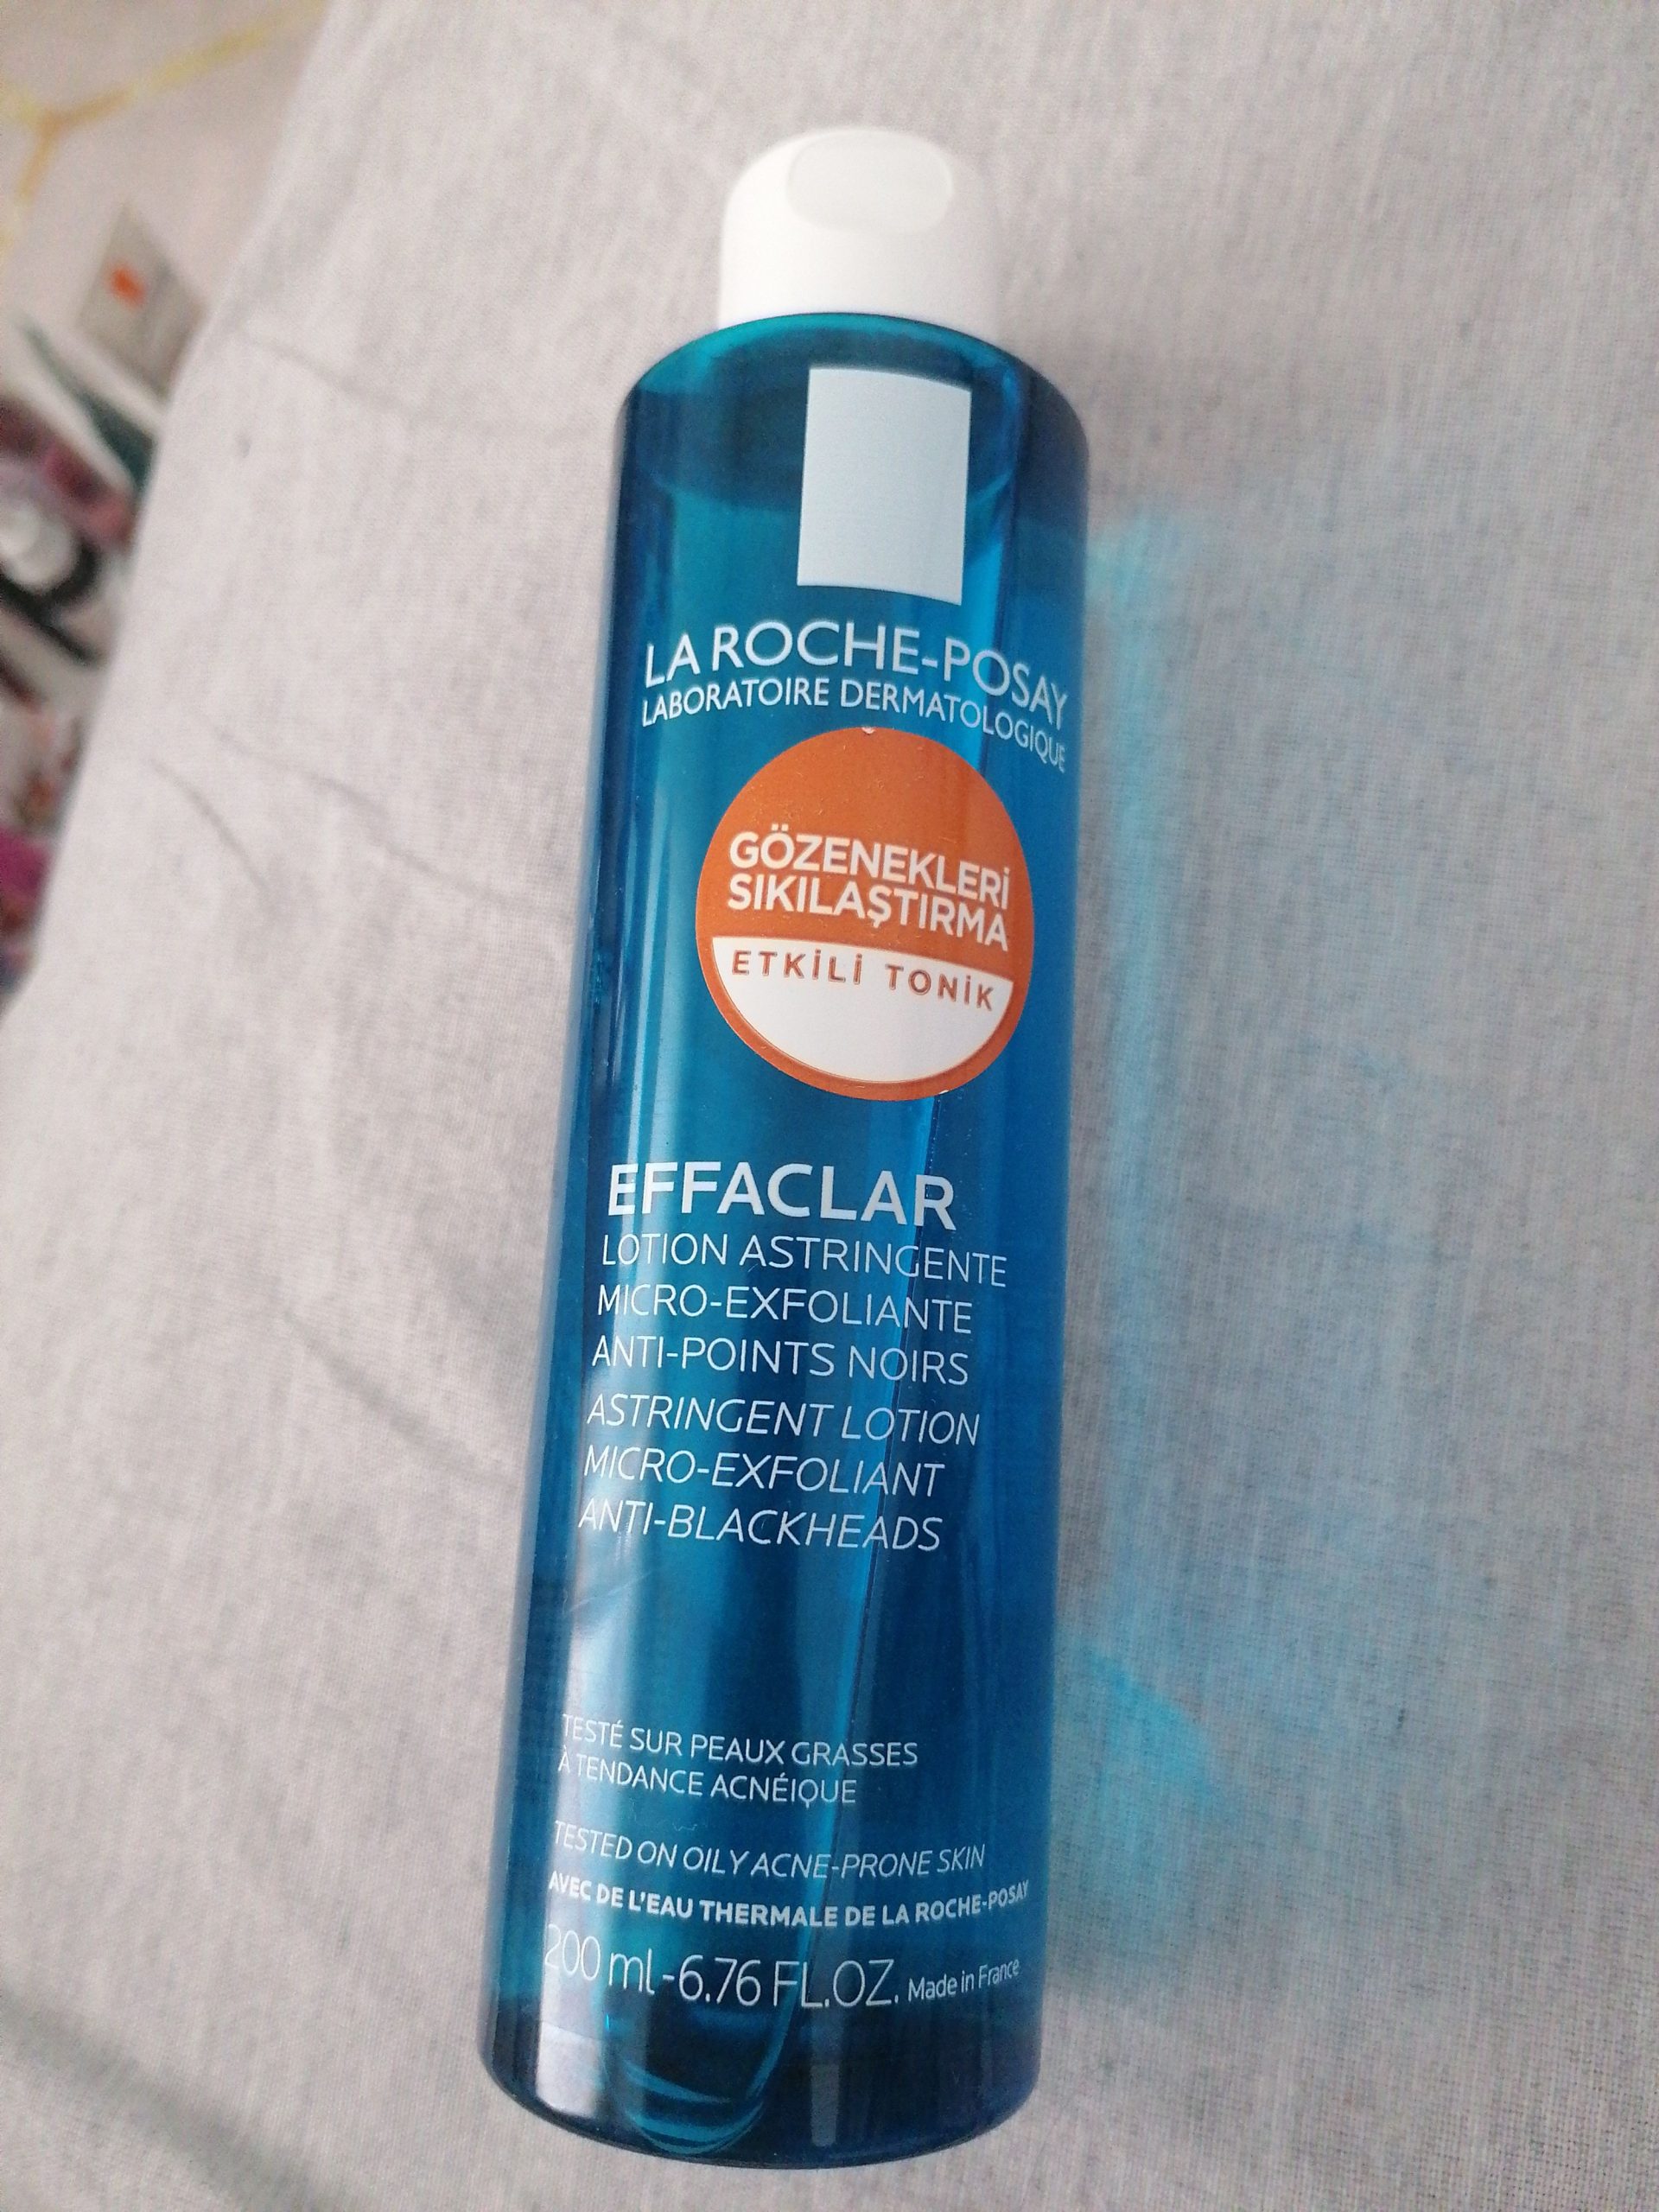 LA ROCHE-POSAY
LABORATOIRE DERMATOLOGIQUE
GÖZENEKLERİ
SIKILAŞTIRMA
ETKİLİ TONİK
EFFACLAR
LOTION ASTRINGENTE
MICRO-EXFOLIANTE
ANTI-POINTS NOIRS
ASTRINGENT LOTION
MICRO-EXFOLIANT
ANTI-BLACKHEADS
TESTÉ SUR PEAUX GRASSES
À TENDANCE ACNÉIQUE
TESTED ON OILY ACNE-PRONE SKIN
AVEC DE L'EAU THERMALE DE LA ROCHE-POSAY
200 ml-6.76 FL.OZ. Made in France